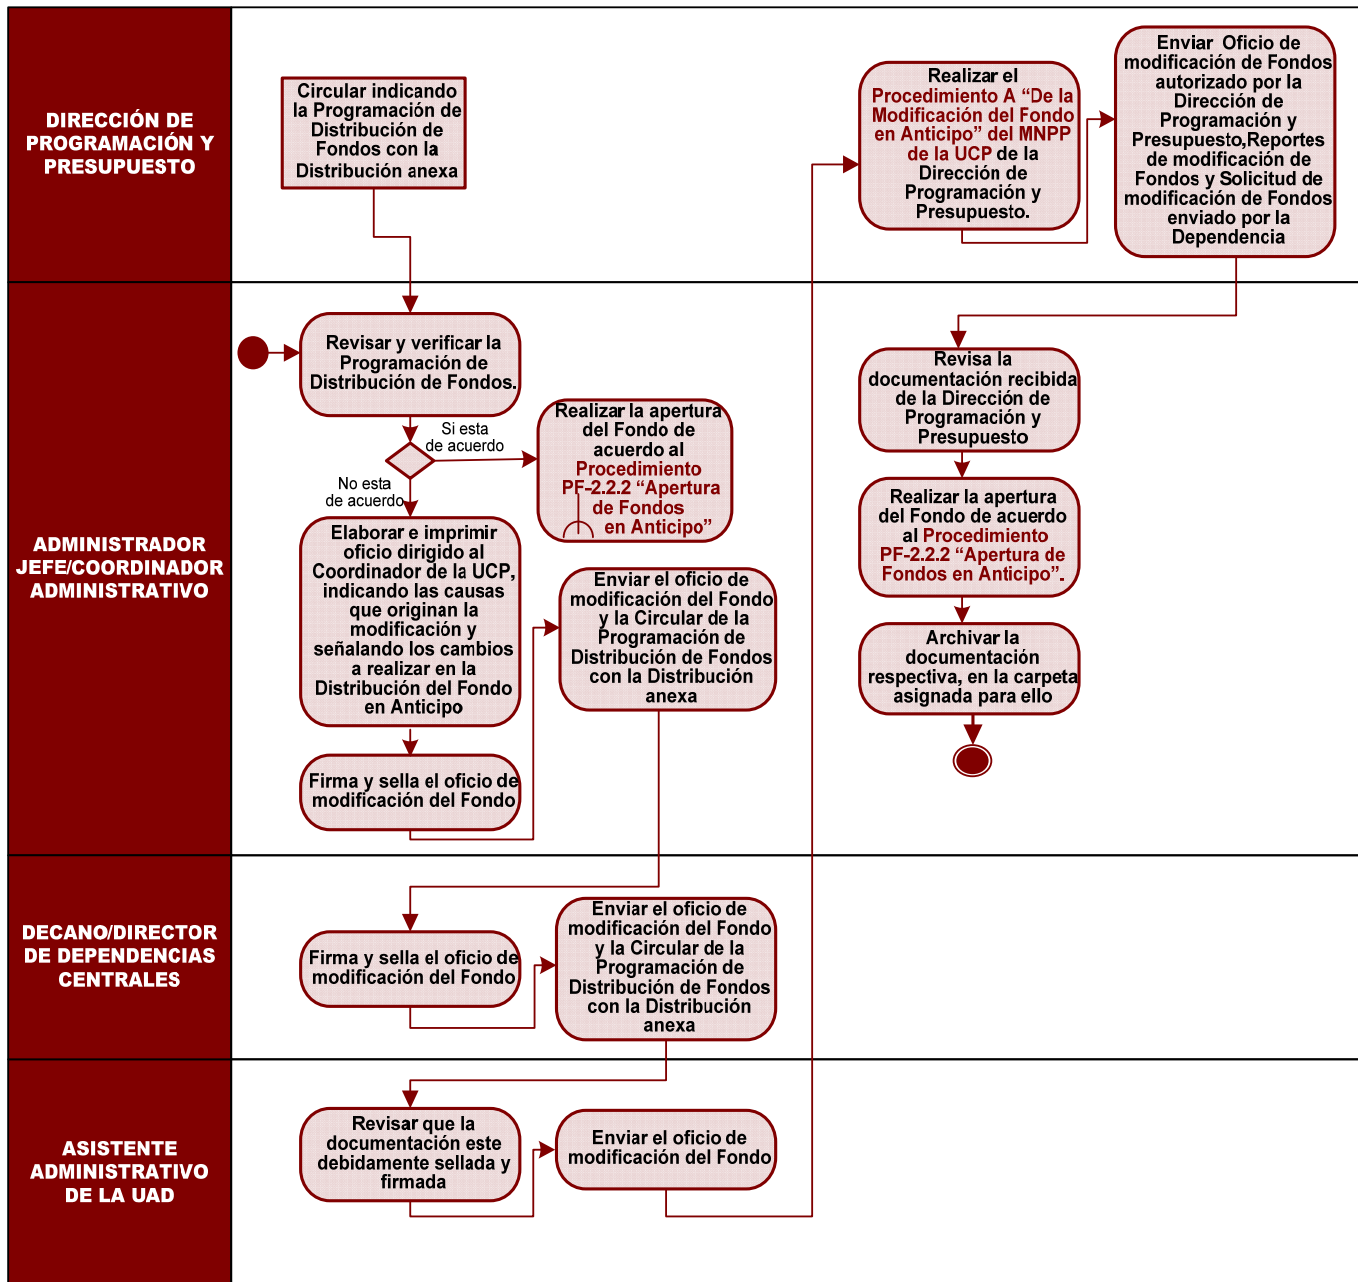 DIRECCIÓN DE
PROGRAMACIÓN Y
PRESUPUESTO
Circular indicando
la Programación de
Distribución de
Fondos con la
Distribución anexa
Realizar el
Procedimiento A “De la
Modificación del Fondo
en Anticipo” del MNPP
de la UCP de la
Dirección de
Programación y
Presupuesto.
Enviar Oficio de
modificación de Fondos
autorizado por la
Dirección de
Programación y
Presupuesto,Reportes
de modificación de
Fondos y Solicitud de
modificación de Fondos
enviado por la
Dependencia
ADMINISTRADOR
JEFE/COORDINADOR
ADMINISTRATIVO
Revisar y verificar la
Programación de
Distribución de Fondos.
Si esta
de acuerdo
No esta
de acuerdo
Realizar la apertura
del Fondo de
acuerdo al
Procedimiento
PF-2.2.2 “Apertura
de Fondos
en Anticipo”
Elaborar e imprimir
oficio dirigido al
Coordinador de la UCP,
indicando las causas
que originan la
modificación y
señalando los cambios
a realizar en la
Distribución del Fondo
en Anticipo
Firma y sella el oficio de
modificación del Fondo
Enviar el oficio de
modificación del Fondo
y la Circular de la
Programación de
Distribución de Fondos
con la Distribución
anexa
Revisa la
documentación recibida
de la Dirección de
Programación y
Presupuesto
Realizar la apertura
del Fondo de acuerdo
al Procedimiento
PF-2.2.2 “Apertura de
Fondos en Anticipo”.
Archivar la
documentación
respectiva, en la carpeta
asignada para ello
DECANO/DIRECTOR
DE DEPENDENCIAS
CENTRALES
Firma y sella el oficio de
modificación del Fondo
Enviar el oficio de
modificación del Fondo
y la Circular de la
Programación de
Distribución de Fondos
con la Distribución
anexa
ASISTENTE
ADMINISTRATIVO
DE LA UAD
Revisar que la
documentación este
debidamente sellada y
firmada
Enviar el oficio de
modificación del Fondo